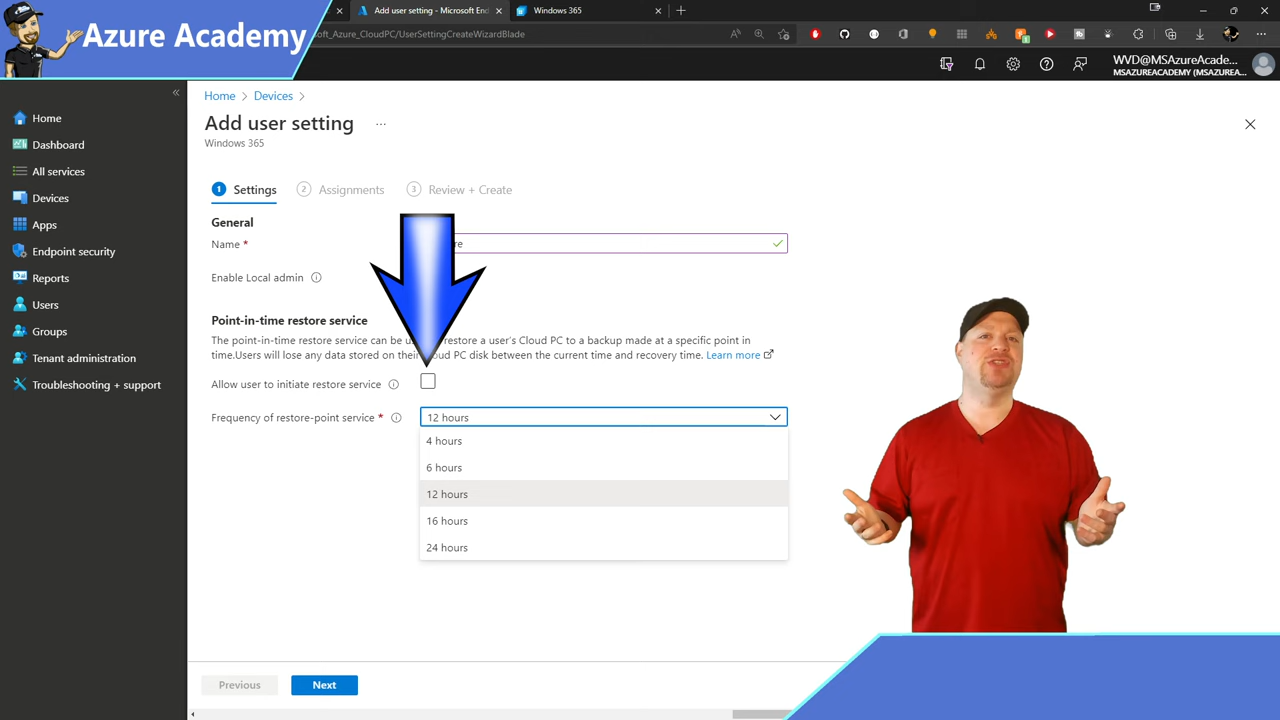 Azure Academy
Add user setting - Microsoft End
Windows 365
oft_Azure_CloudPC/UserSettingCreateWizardBlade
WVD@MSAzureAcade...
MSAZUREACADEMY (MSAZUREA...
Home
Dashboard
All services
Devices
Apps
Endpoint security
Reports
Users
Groups
Tenant administration
Troubleshooting + support
Home > Devices >
Add user setting ...
Windows 365
1 Settings 2 Assignments 3 Review + Create
General
Name * re
Enable Local admin
Point-in-time restore service
The point-in-time restore service can be u restore a user's Cloud PC to a backup made at a specific point in
time.Users will lose any data stored on their loud PC disk between the current time and recovery time. Learn more
Allow user to initiate restore service
Frequency of restore-point service * 12 hours
4 hours
6 hours
12 hours
16 hours
24 hours
Previous Next